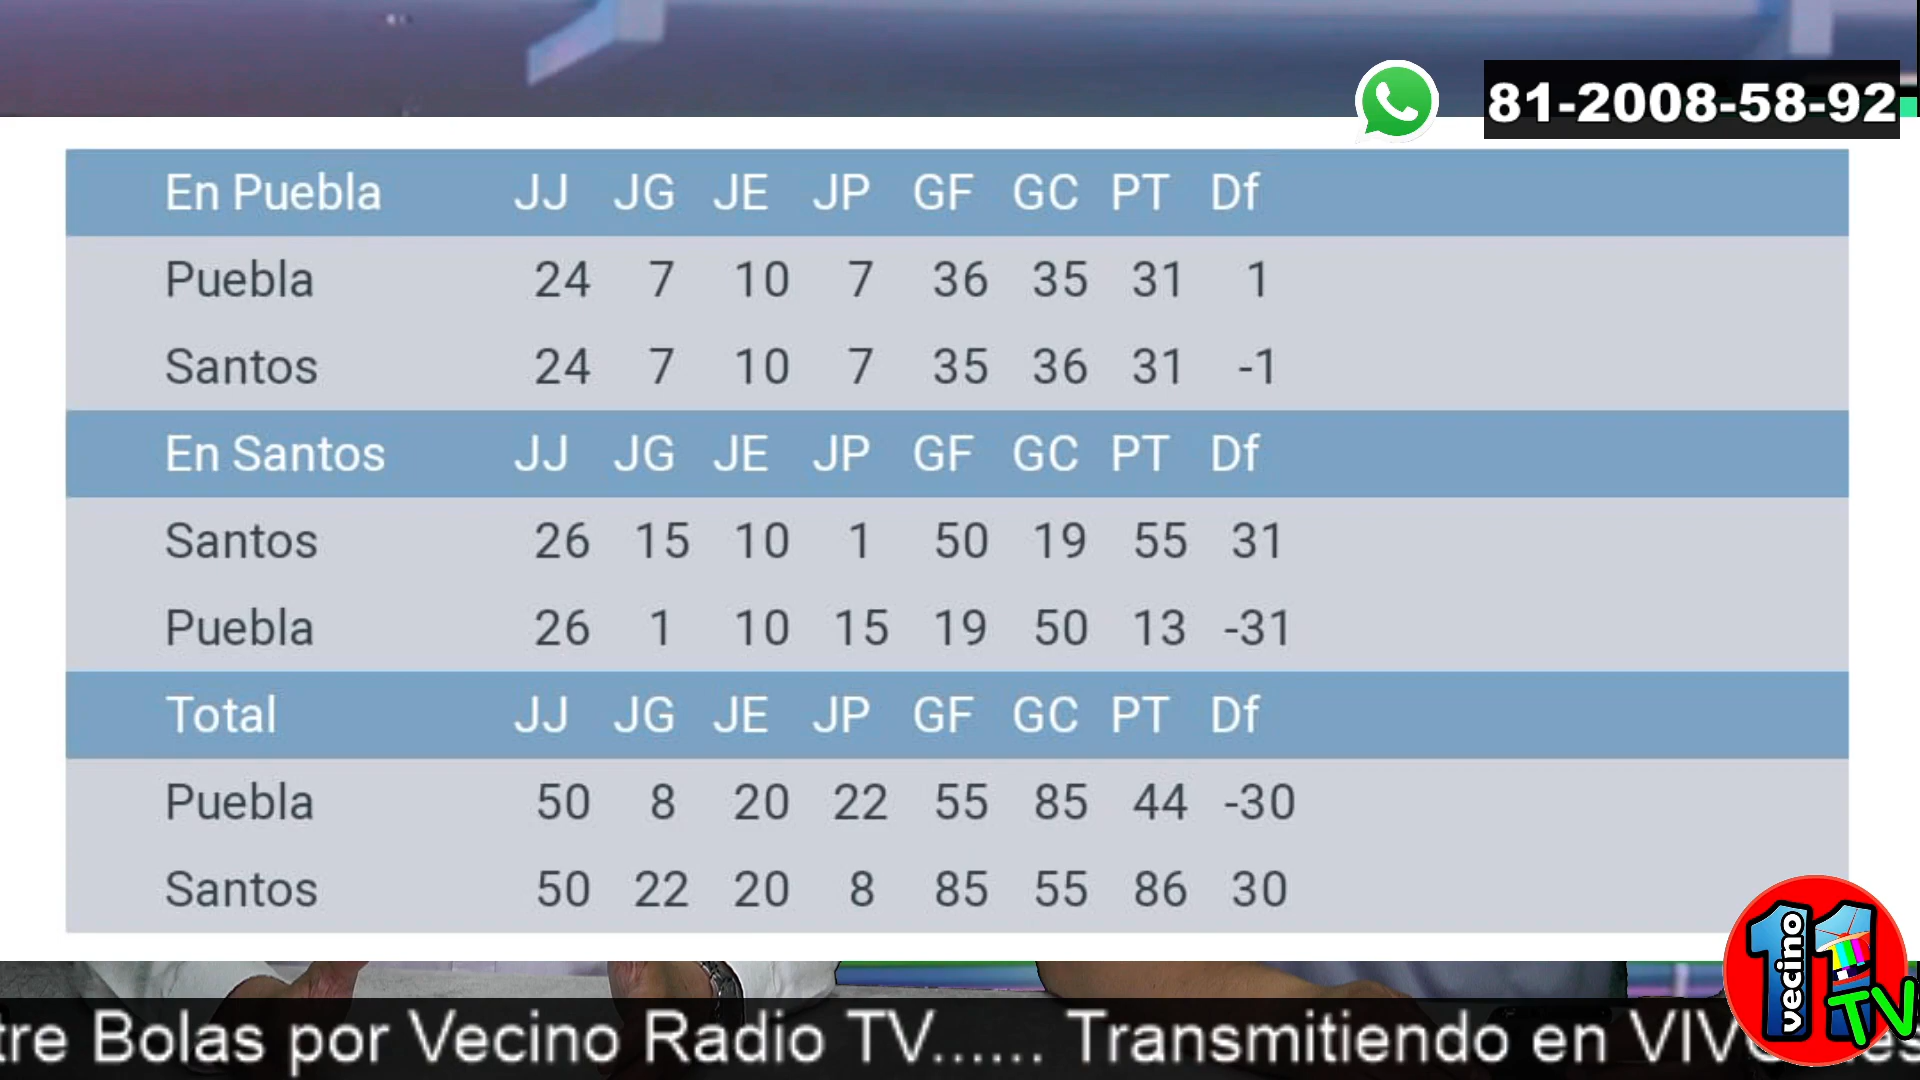 81-2008-58-92
En Puebla JJ JG JE JP GF GC PT Df
Puebla 24 7 10 7 36 35 31 1
Santos 24 7 10 7 35 36 31 -1
En Santos JJ JG JE JP GF GC PT Df
Santos 26 15 10 1 50 19 55 31
Puebla 26 1 10 15 19 50 13 -31
Total JJ JG JE JP GF GC PT Df
Puebla 50 8 20 22 55 85 44 -30
Santos 50 22 20 8 85 55 86 30
vecino
11
TV
tre Bolas por Vecino Radio TV...... Transmitiendo en VIV